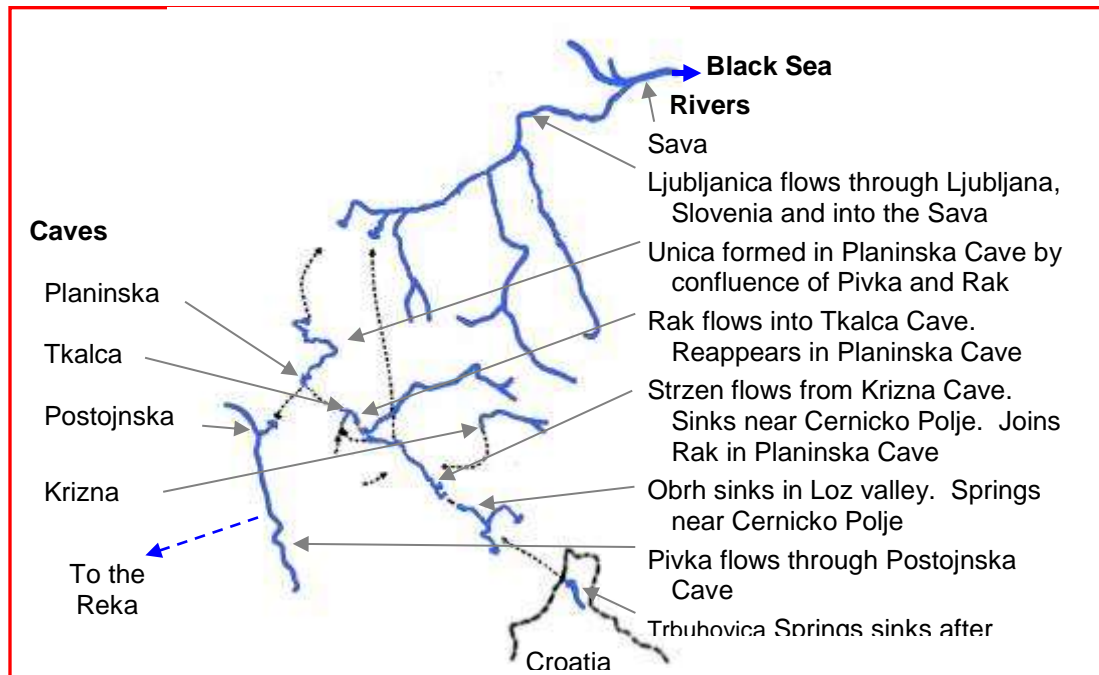 Black Sea
Rivers
Sava
Ljubljanica flows through Ljubljana,
Slovenia and into the Sava
Caves
Unica formed in Planinska Cave by
confluence of Pivka and Rak
Planinska
Rak flows into Tkalca Cave.
Reappears in Planinska Cave
Tkalca
Strzen flows from Krizna Cave.
Sinks near Cernicko Polje. Joins
Rak in Planinska Cave
Postojnska
Krizna
Obrh sinks in Loz valley. Springs
near Cernicko Polje
Pivka flows through Postojnska
Cave
To the
Reka
Trbuhovica Springs sinks after
Croatia